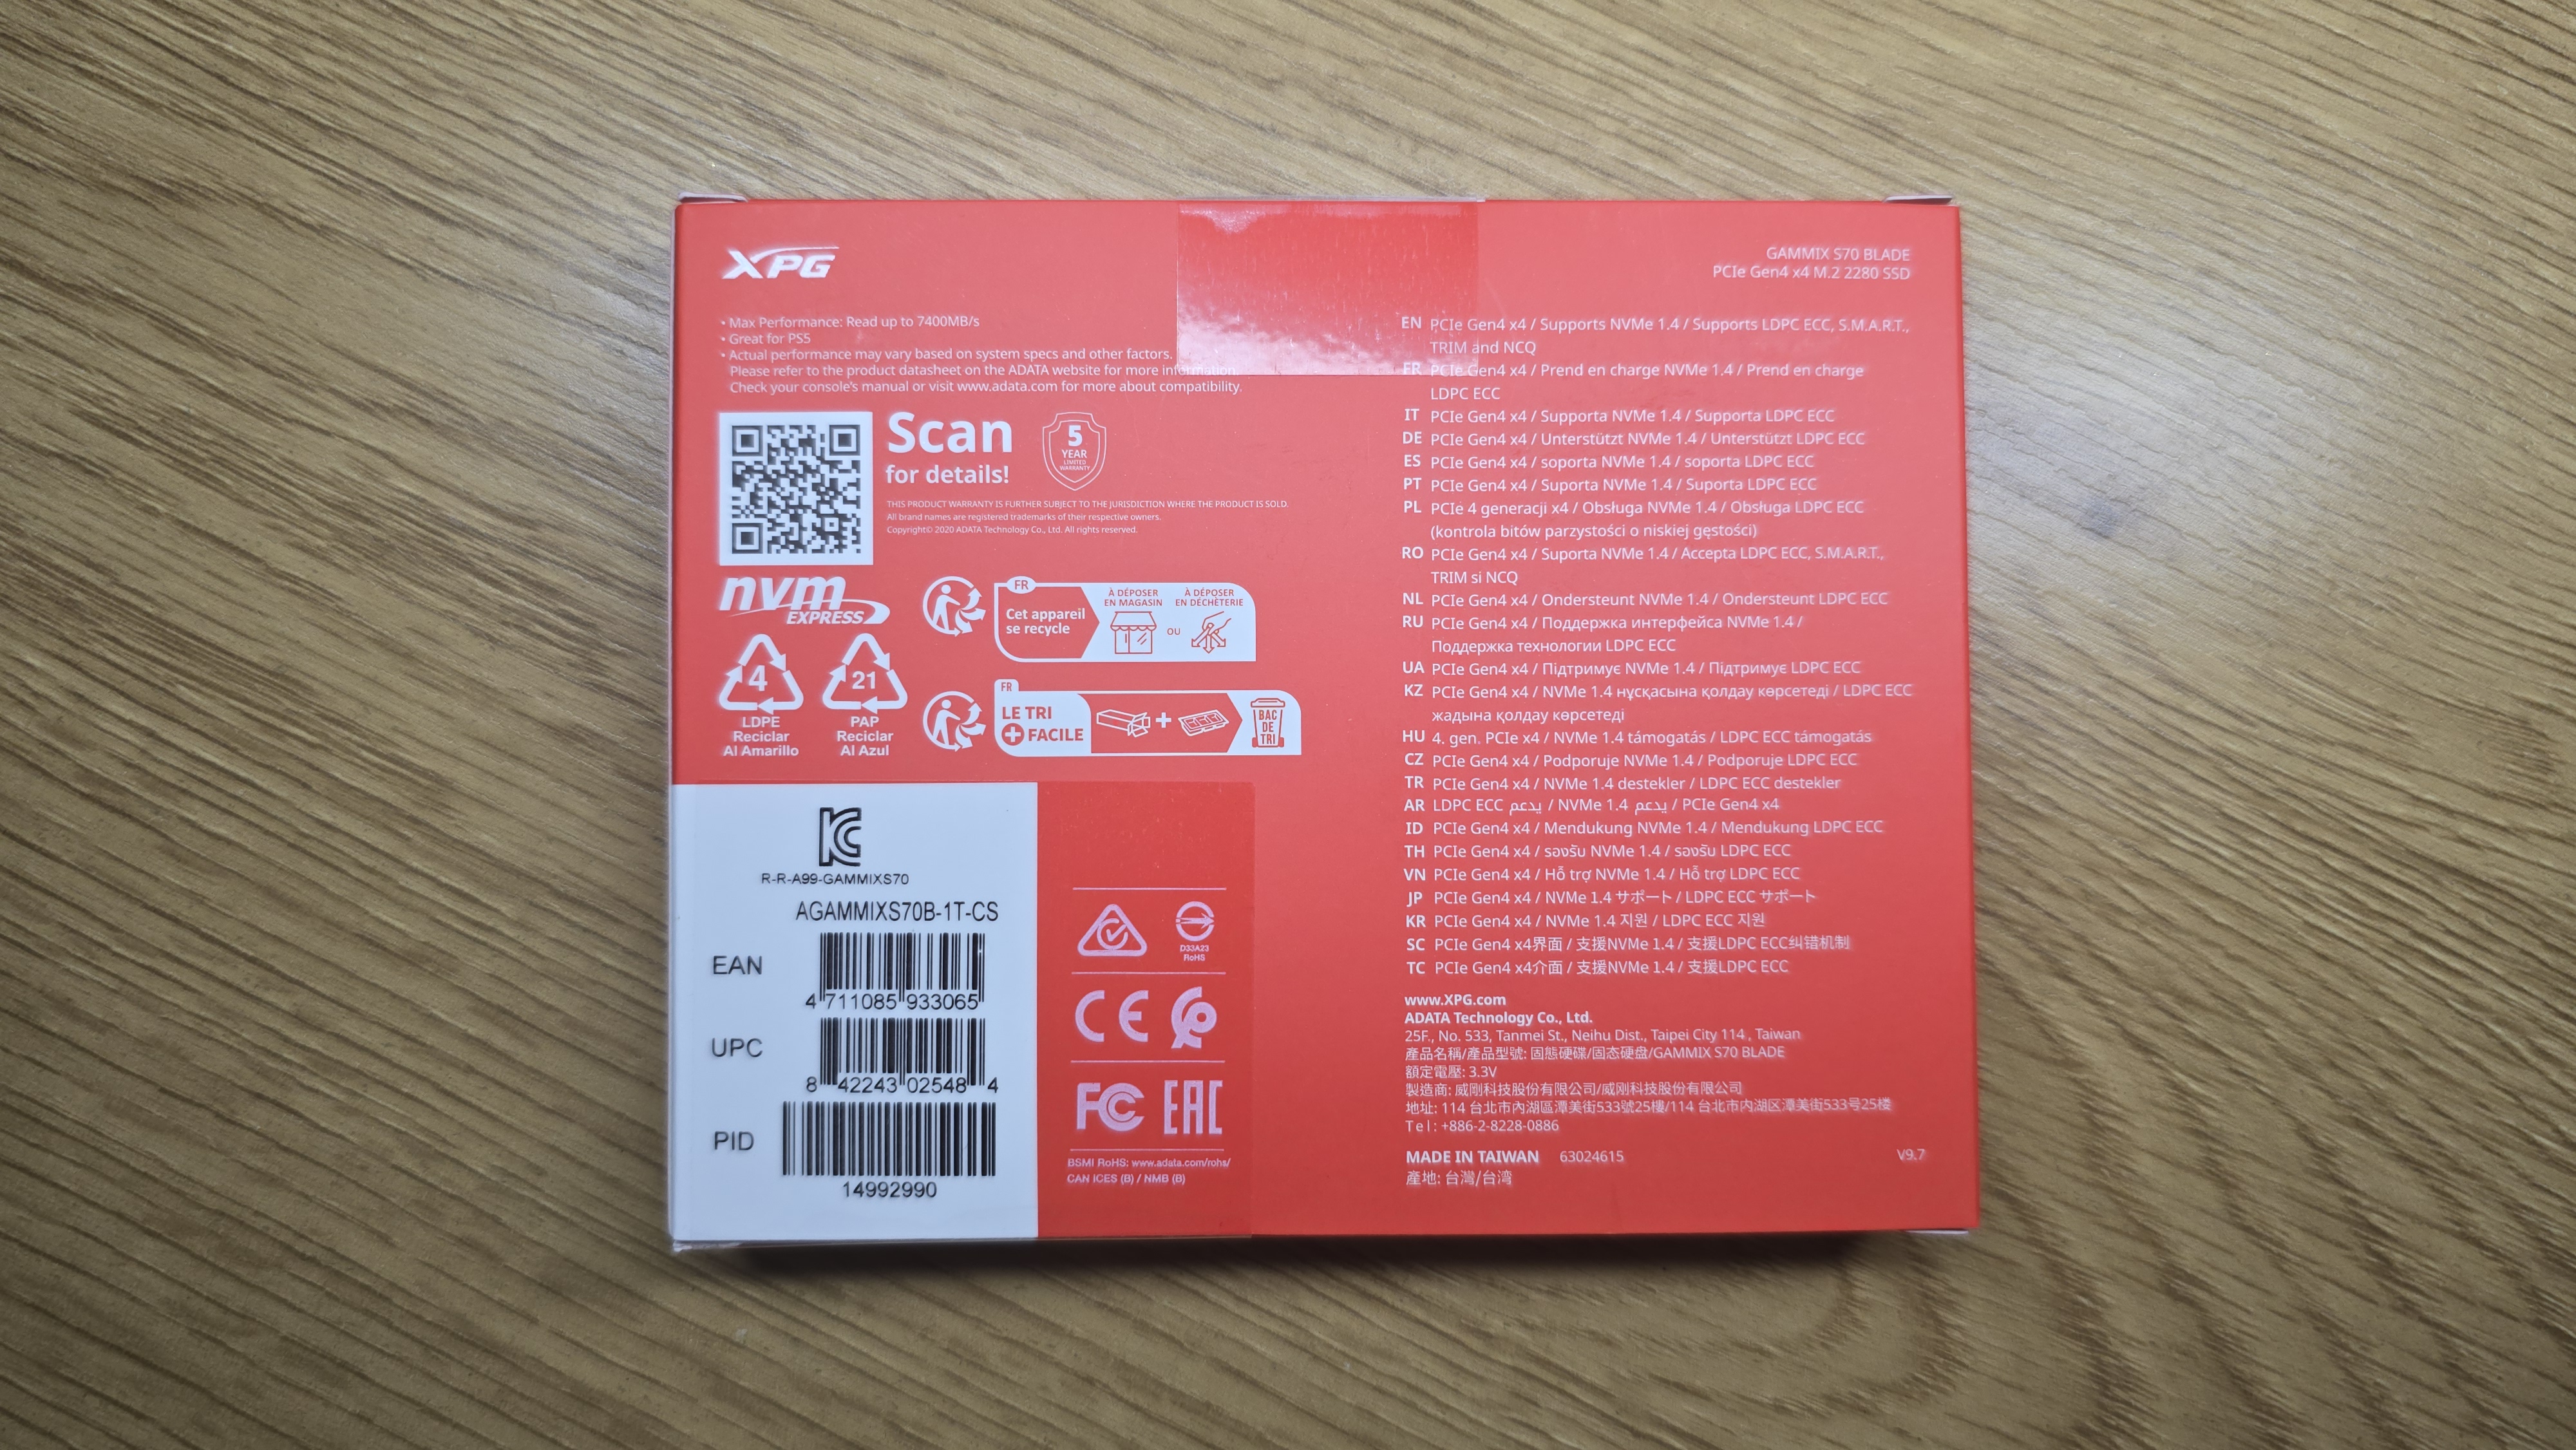 XPG
GAMMIX S70 BLADE
PCIe Gen4 x4 M.2 2280 SSD
• Max Performance: Read up to 7400MB/s
• Great for PS5
• Actual performance may vary based on system specs and other factors.
Please refer to the product datasheet on the ADATA website for more information.
Check your console's manual or visit www.adata.com for more about compatibility.
Scan
for details!
5
YEAR
LIMITED
WARRANTY
THIS PRODUCT WARRANTY IS FURTHER SUBJECT TO THE JURISDICTION WHERE THE PRODUCT IS SOLD.
All brand names are registered trademarks of their respective owners.
Copyright© 2020 ADATA Technology Co., Ltd. All rights reserved.
nvm
EXPRESS
FR
Cet appareil
se recycle
À DÉPOSER
EN MAGASIN
OU
À DÉPOSER
EN DÉCHÈTERIE
4
LDPE
Reciclar
Al Amarillo
21
PAP
Reciclar
Al Azul
FR
LE TRI
+ FACILE
+
BAC
DE
TRI
R-R-A99-GAMMIXS70
AGAMMIXS70B-1T-CS
EAN
4 711085 933065
UPC
8 42243 02548 4
PID
14992990
D33A23
RoHS
CE
FC
EAC
BSMI RoHS: www.adata.com/rohs/
CAN ICES (B) / NMB (B)
EN PCIe Gen4 x4 / Supports NVMe 1.4 / Supports LDPC ECC, S.M.A.R.T.,
TRIM and NCQ
FR PCIe Gen4 x4 / Prend en charge NVMe 1.4 / Prend en charge
LDPC ECC
IT PCIe Gen4 x4 / Supporta NVMe 1.4 / Supporta LDPC ECC
DE PCIe Gen4 x4 / Unterstützt NVMe 1.4 / Unterstützt LDPC ECC
ES PCIe Gen4 x4 / soporta NVMe 1.4 / soporta LDPC ECC
PT PCIe Gen4 x4 / Suporta NVMe 1.4 / Suporta LDPC ECC
PL PCIe 4 generacji x4 / Obsługa NVMe 1.4 / Obsługa LDPC ECC
(kontrola bitów parzystości o niskiej gęstości)
RO PCIe Gen4 x4 / Suporta NVMe 1.4 / Accepta LDPC ECC, S.M.A.R.T.,
TRIM si NCQ
NL PCIe Gen4 x4 / Ondersteunt NVMe 1.4 / Ondersteunt LDPC ECC
RU PCIe Gen4 x4 / Поддержка интерфейса NVMe 1.4 /
Поддержка технологии LDPC ECC
UA PCIe Gen4 x4 / Підтримує NVMe 1.4 / Підтримує LDPC ECC
KZ PCIe Gen4 x4 / NVMe 1.4 нұсқасына қолдау көрсетеді / LDPC ECC
жадына қолдау көрсетеді
HU 4. gen. PCIe x4 / NVMe 1.4 támogatás / LDPC ECC támogatás
CZ PCIe Gen4 x4 / Podporuje NVMe 1.4 / Podporuje LDPC ECC
TR PCIe Gen4 x4 / NVMe 1.4 destekler / LDPC ECC destekler
AR LDPC ECC يدعم / NVMe 1.4 يدعم / PCIe Gen4 x4
ID PCIe Gen4 x4 / Mendukung NVMe 1.4 / Mendukung LDPC ECC
TH PCIe Gen4 x4 / รองรับ NVMe 1.4 / รองรับ LDPC ECC
VN PCIe Gen4 x4 / Hỗ trợ NVMe 1.4 / Hỗ trợ LDPC ECC
JP PCIe Gen4 x4 / NVMe 1.4 サポート / LDPC ECC サポート
KR PCIe Gen4 x4 / NVMe 1.4 지원 / LDPC ECC 지원
SC PCIe Gen4 x4界面 / 支援NVMe 1.4 / 支援LDPC ECC纠错机制
TC PCIe Gen4 x4介面 / 支援NVMe 1.4 / 支援LDPC ECC
www.XPG.com
ADATA Technology Co., Ltd.
25F., No. 533, Tanmei St., Neihu Dist., Taipei City 114 , Taiwan
產品名稱/產品型號: 固態硬碟/固态硬盘/GAMMIX S70 BLADE
額定電壓: 3.3V
製造商: 威剛科技股份有限公司/威刚科技股份有限公司
地址: 114 台北市內湖區潭美街533號25樓/114 台北市内湖区潭美街533号25楼
Tel: +886-2-8228-0886
MADE IN TAIWAN 63024615 V9.7
產地: 台灣/台湾